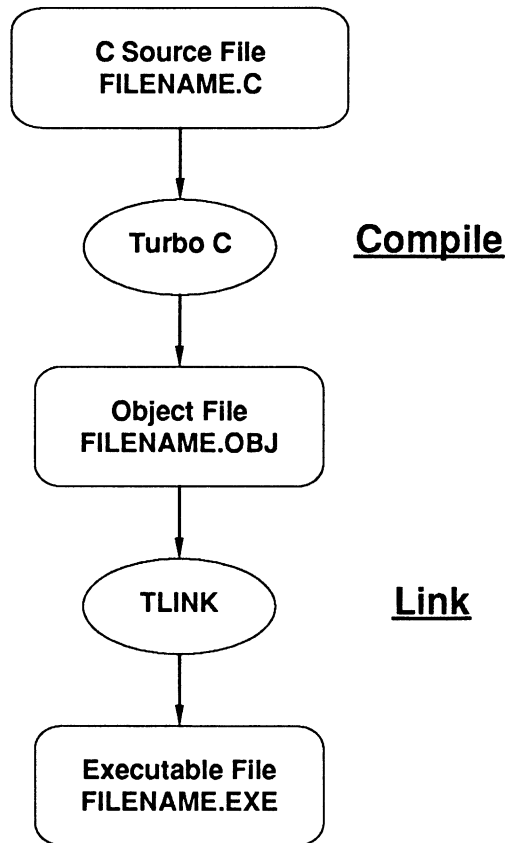 C Source File
FILENAME.C
Turbo C
Compile
Object File
FILENAME.OBJ
TLINK
Link
Executable File
FILENAME.EXE